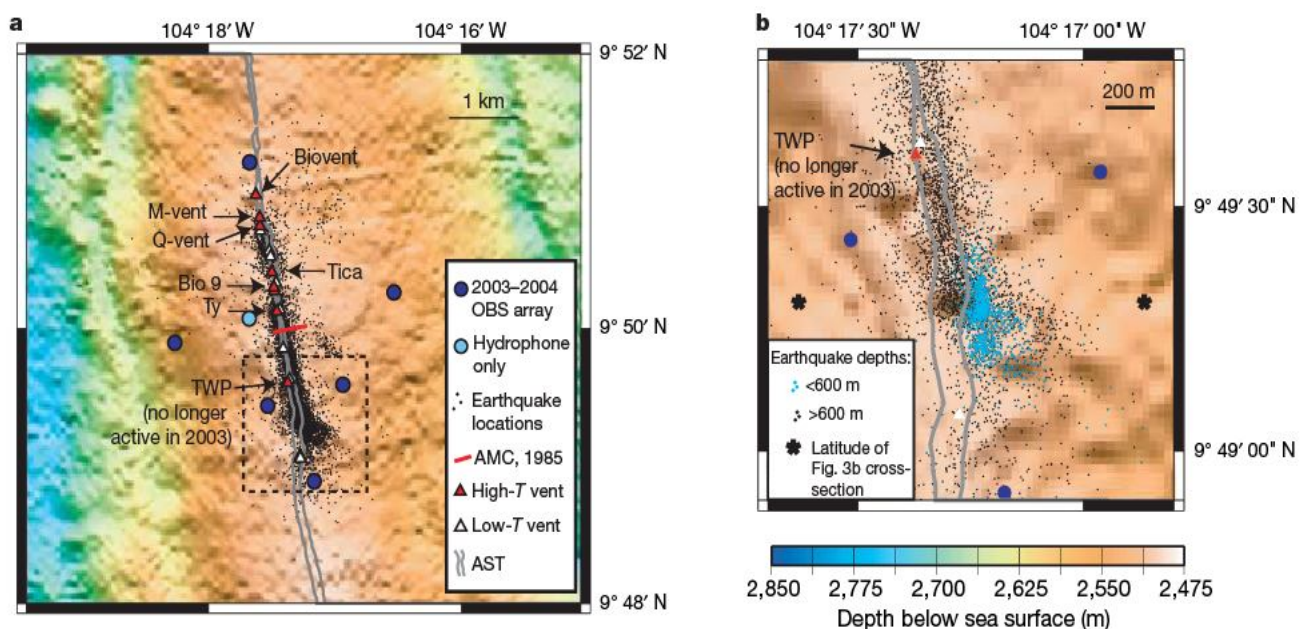 a
104° 18' W
104° 16' W
9° 52' N
1 km
Biovent
M-vent
Q-vent
Tica
Bio 9
Ty
9° 50' N
TWP
(no longer
active in 2003)
2003–2004
OBS array
Hydrophone
only
Earthquake
locations
AMC, 1985
High-T vent
Low-T vent
AST
9° 48' N
b
104° 17' 30" W
104° 17' 00" W
200 m
TWP
(no longer
active in 2003)
9° 49' 30" N
Earthquake depths:
<600 m
>600 m
Latitude of
Fig. 3b cross-
section
9° 49' 00" N
2,850 2,775 2,700 2,625 2,550 2,475
Depth below sea surface (m)